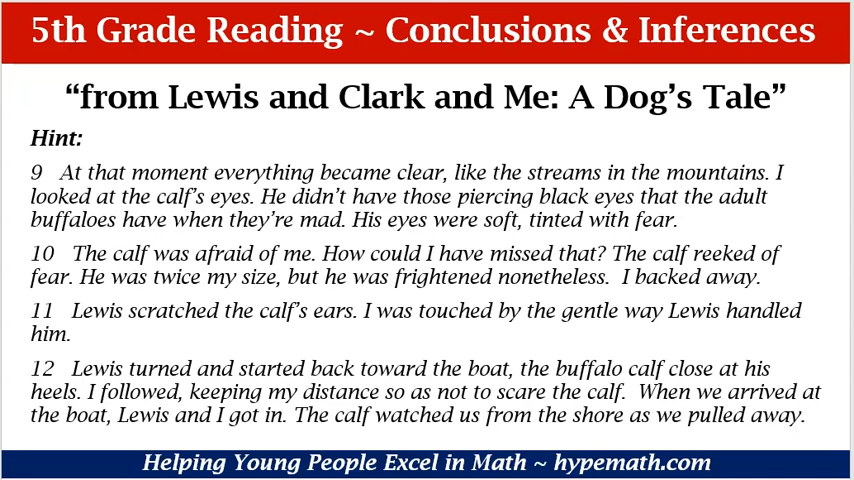 5th Grade Reading ~ Conclusions & Inferences
“from Lewis and Clark and Me: A Dog’s Tale”
Hint:
9 At that moment everything became clear, like the streams in the mountains. I
looked at the calf’s eyes. He didn’t have those piercing black eyes that the adult
buffaloes have when they’re mad. His eyes were soft, tinted with fear.
10 The calf was afraid of me. How could I have missed that? The calf reeked of
fear. He was twice my size, but he was frightened nonetheless. I backed away.
11 Lewis scratched the calf’s ears. I was touched by the gentle way Lewis handled
him.
12 Lewis turned and started back toward the boat, the buffalo calf close at his
heels. I followed, keeping my distance so as not to scare the calf. When we arrived at
the boat, Lewis and I got in. The calf watched us from the shore as we pulled away.
Helping Young People Excel in Math ~ hypemath.com